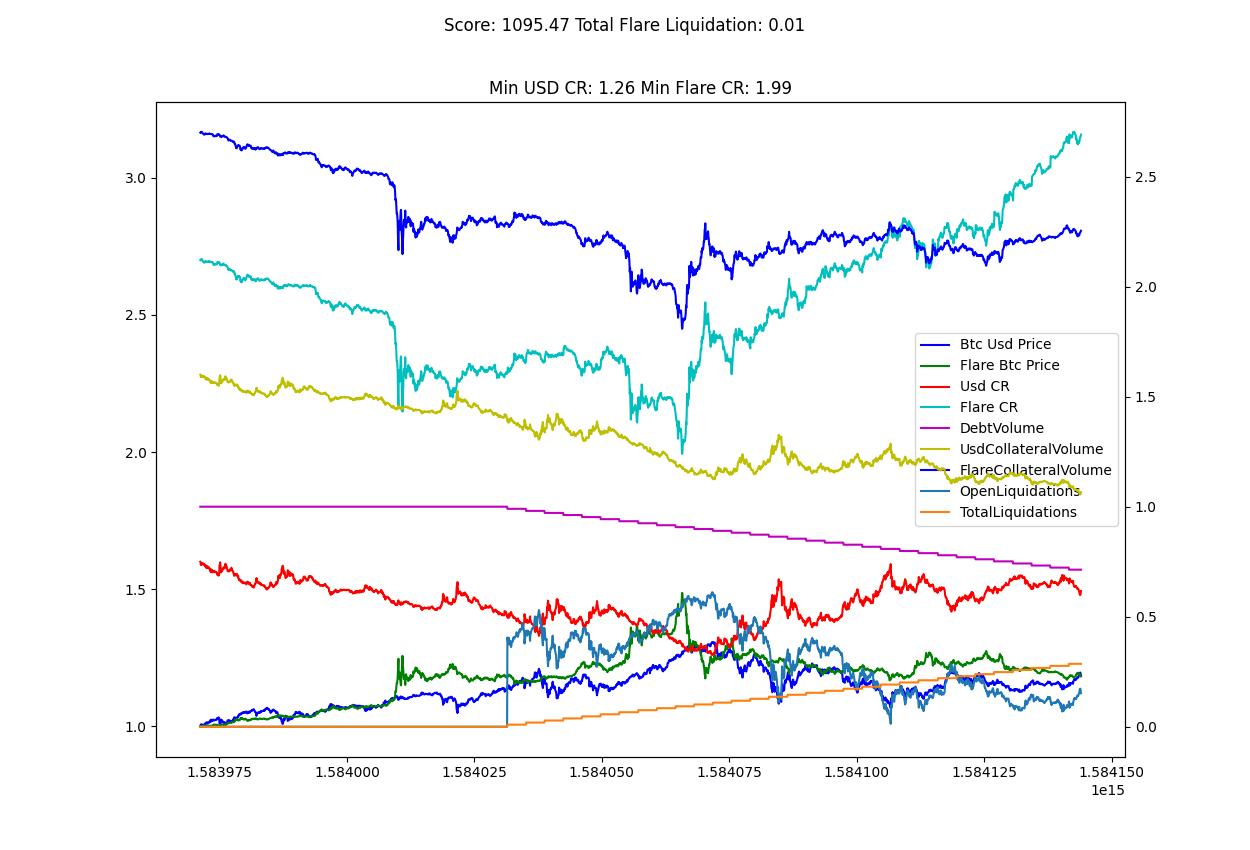 Score: 1095.47 Total Flare Liquidation: 0.01
Min USD CR: 1.26 Min Flare CR: 1.99
3.0
2.5
2.0
1.5
1.0
2.5
2.0
1.5
1.0
0.5
0.0
Btc Usd Price
Flare Btc Price
Usd CR
Flare CR
DebtVolume
UsdCollateralVolume
FlareCollateralVolume
OpenLiquidations
TotalLiquidations
1.583975 1.584000 1.584025 1.584050 1.584075 1.584100 1.584125 1.584150
1e15